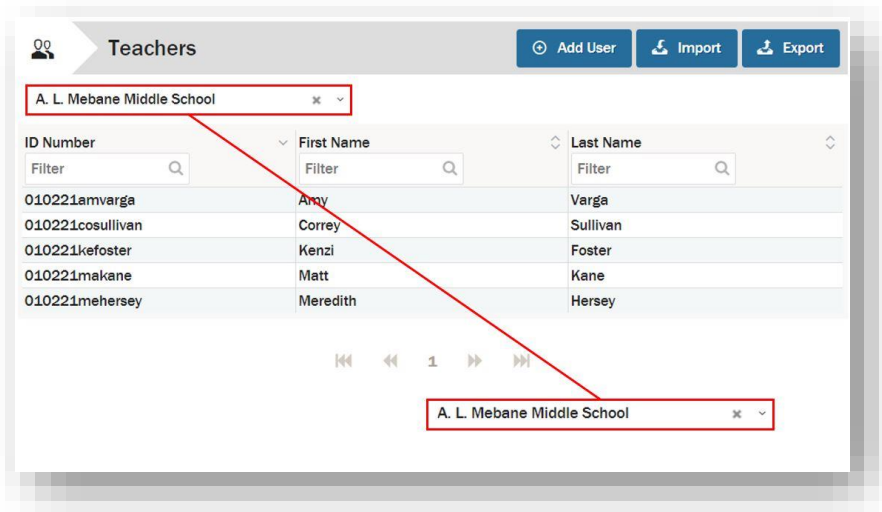 Teachers
Add User
Import
Export
A. L. Mebane Middle School
ID Number First Name Last Name
Filter Filter Filter
010221amvarga Amy Varga
010221cosullivan Correy Sullivan
010221kefoster Kenzi Foster
010221makane Matt Kane
010221mehersey Meredith Hersey
1
A. L. Mebane Middle School